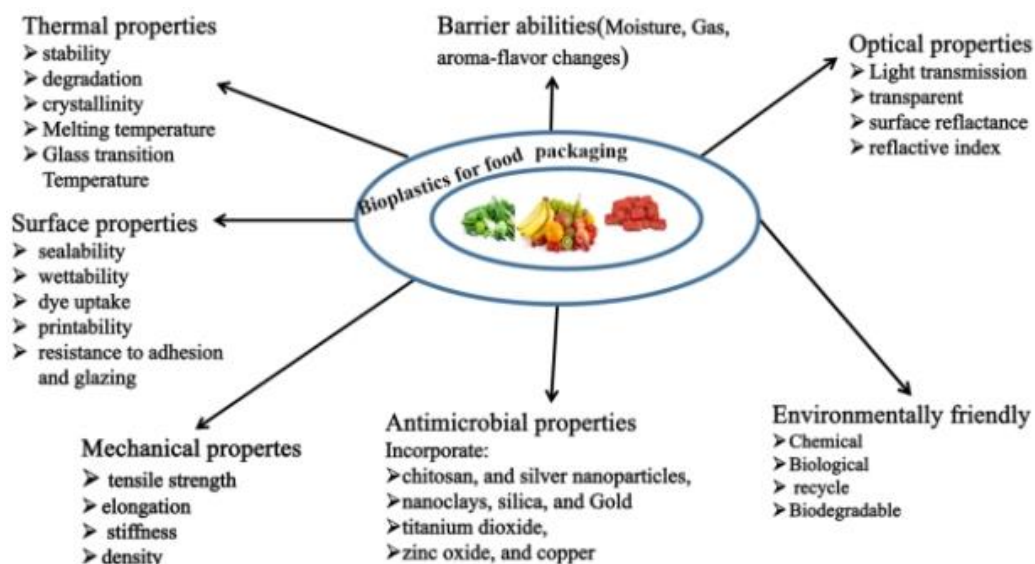 Thermal properties
➤ stability
➤ degradation
➤ crystallinity
➤ Melting temperature
➤ Glass transition
Temperature
Barrier abilities(Moisture, Gas,
aroma-flavor changes)
Optical properties
➤ Light transmission
➤ transparent
➤ surface reflactance
➤ reflactive index
Bioplastics for food packaging
Surface properties
➤ sealability
➤ wettability
➤ dye uptake
➤ printability
➤ resistance to adhesion
and glazing
Mechanical propertes
➤ tensile strength
➤ elongation
➤ stiffness
➤ density
Antimicrobial properties
Incorporate:
➤chitosan, and silver nanoparticles,
➤nanoclays, silica, and Gold
➤titanium dioxide,
➤zinc oxide, and copper
Environmentally friendly
➤Chemical
➤Biological
➤ recycle
➤Biodegradable